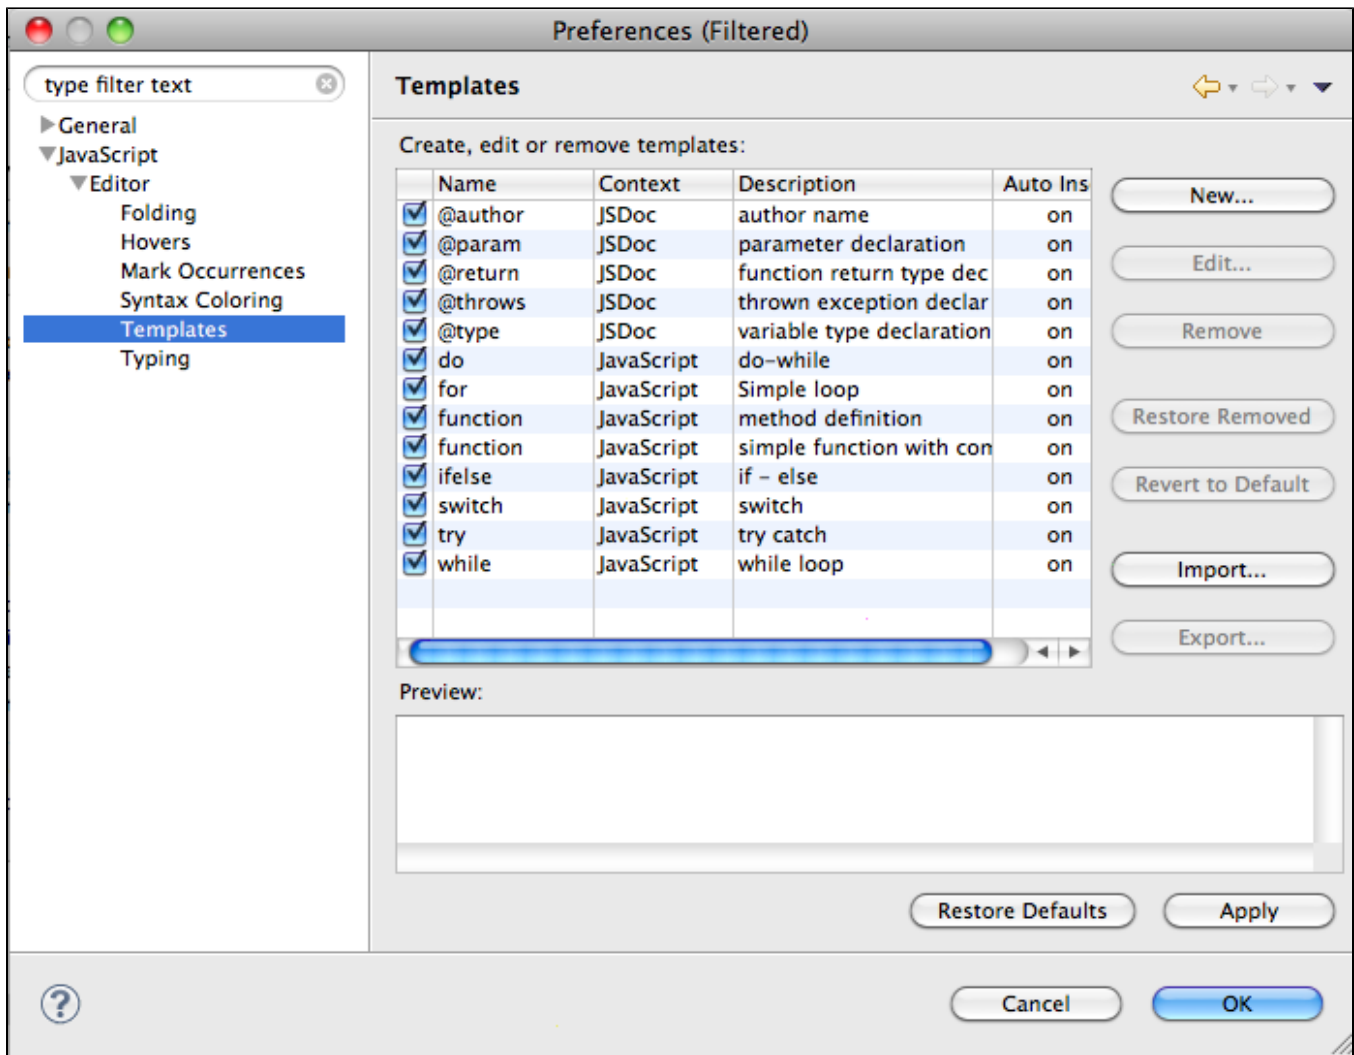 Preferences (Filtered)
type filter text
General
JavaScript
Editor
Folding
Hovers
Mark Occurrences
Syntax Coloring
Templates
Typing
Templates
Create, edit or remove templates:
Name Context Description Auto Ins
@author JSDoc author name on
@param JSDoc parameter declaration on
@return JSDoc function return type dec on
@throws JSDoc thrown exception declar on
@type JSDoc variable type declaration on
do JavaScript do-while on
for JavaScript Simple loop on
function JavaScript method definition on
function JavaScript simple function with com on
ifelse JavaScript if - else on
switch JavaScript switch on
try JavaScript try catch on
while JavaScript while loop on
New...
Edit...
Remove
Restore Removed
Revert to Default
Import...
Export...
Preview:
Restore Defaults Apply
? Cancel OK